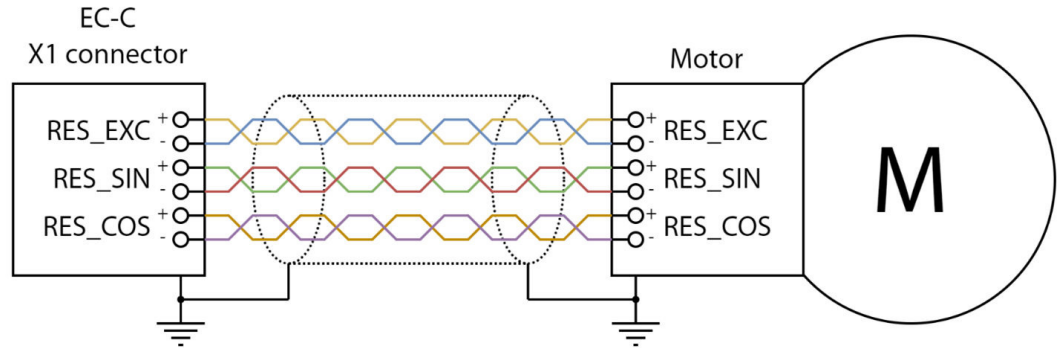 EC-C
X1 connector
Motor
RES_EXC + -
RES_SIN + -
RES_COS + -
+ - RES_EXC
+ - RES_SIN
+ - RES_COS
M